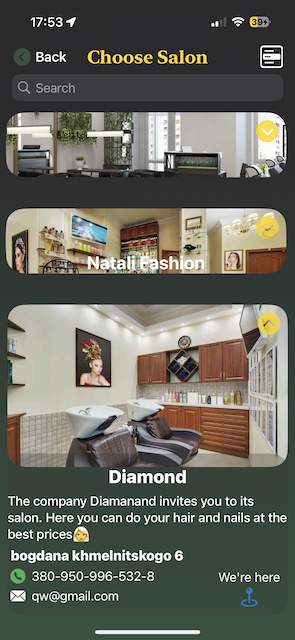 17:53
39
Back
Choose Salon
Search
Natali Fashion
Diamond
The company Diamanand invites you to its
salon. Here you can do your hair and nails at the
best prices👩‍🦳
bogdana khmelnitskogo 6
380-950-996-532-8
We're here
qw@gmail.com